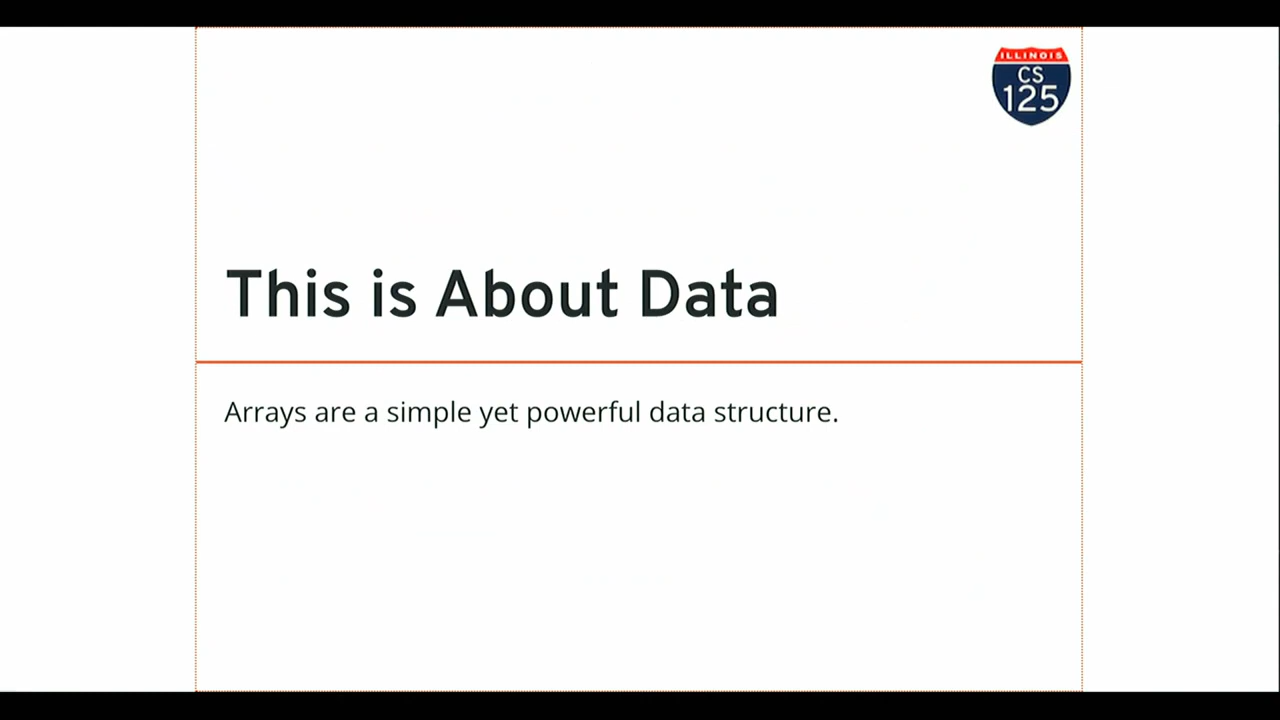 ILLINOIS
CS
125
This is About Data
Arrays are a simple yet powerful data structure.